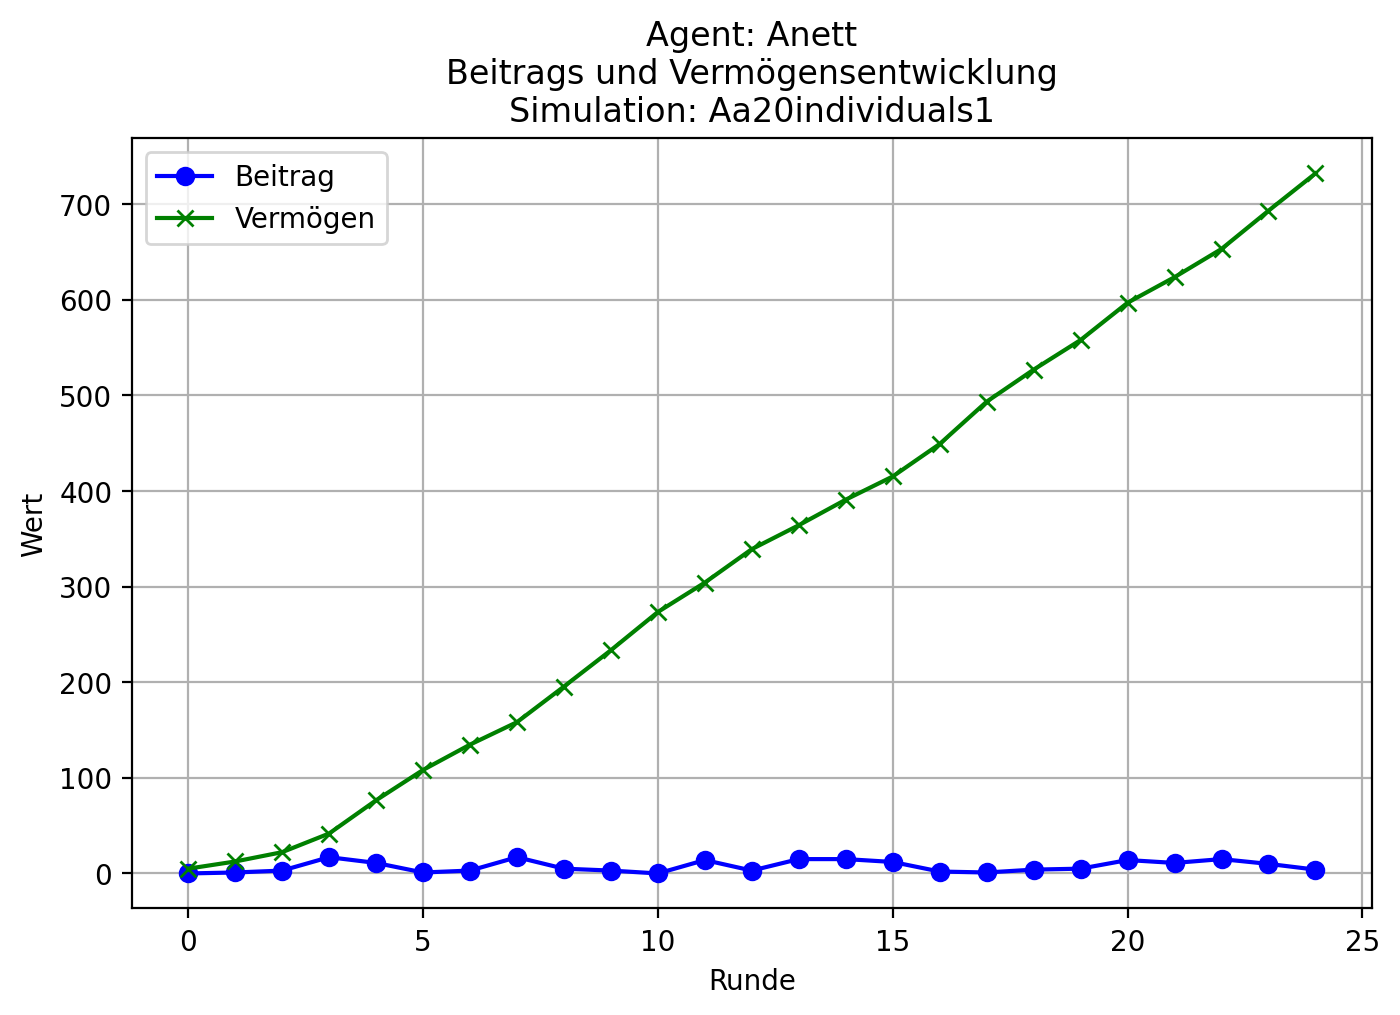 Agent: Anett
Beitrags und Vermögensentwicklung
Simulation: Aa20individuals1
Beitrag
Vermögen
700
600
500
400
300
200
100
0
Wert
0 5 10 15 20 25
Runde